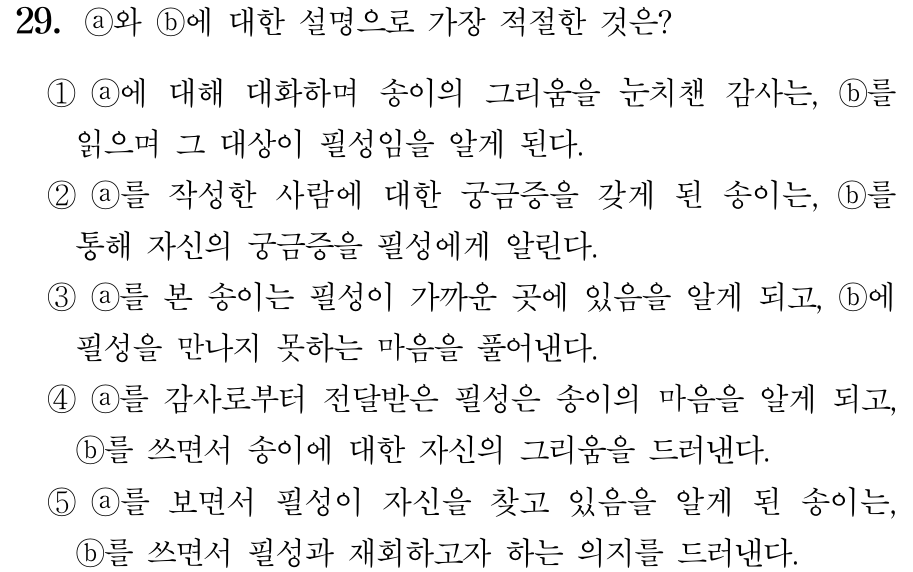 29. ⓐ와 ⓑ에 대한 설명으로 가장 적절한 것은?
① ⓐ에 대해 대화하며 송이의 그리움을 눈치챈 감사는, ⓑ를
읽으며 그 대상이 필성임을 알게 된다.
② ⓐ를 작성한 사람에 대한 궁금증을 갖게 된 송이는, ⓑ를
통해 자신의 궁금증을 필성에게 알린다.
③ ⓐ를 본 송이는 필성이 가까운 곳에 있음을 알게 되고, ⓑ에
필성을 만나지 못하는 마음을 풀어낸다.
④ ⓐ를 감사로부터 전달받은 필성은 송이의 마음을 알게 되고,
ⓑ를 쓰면서 송이에 대한 자신의 그리움을 드러낸다.
⑤ ⓐ를 보면서 필성이 자신을 찾고 있음을 알게 된 송이는,
ⓑ를 쓰면서 필성과 재회하고자 하는 의지를 드러낸다.